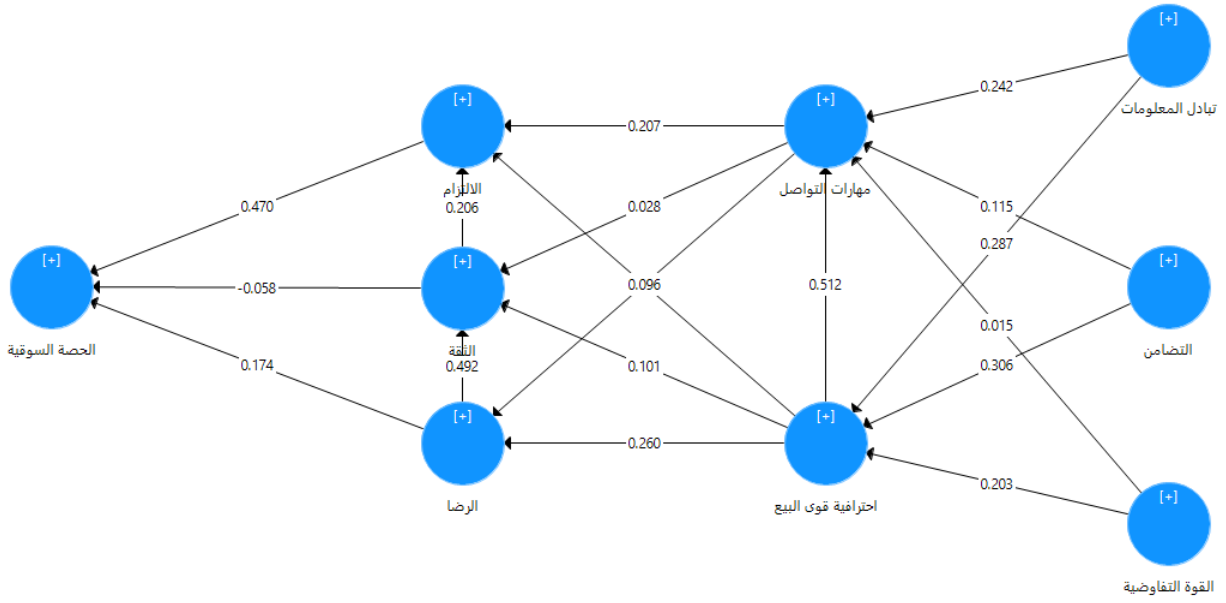 [+]
تبادل المعلومات
0.242
[+]
[+]
0.207
مهارات التواصل
الالتزام
0.470
0.206
0.028
0.115
0.287
[+]
التضامن
[+]
[+]
الحصة السوقية
-0.058
الثقة
0.096
0.512
0.015
0.174
0.492
0.101
0.306
[+]
[+]
0.260
الرضا
احترافية قوى البيع
0.203
[+]
القوة التفاوضية